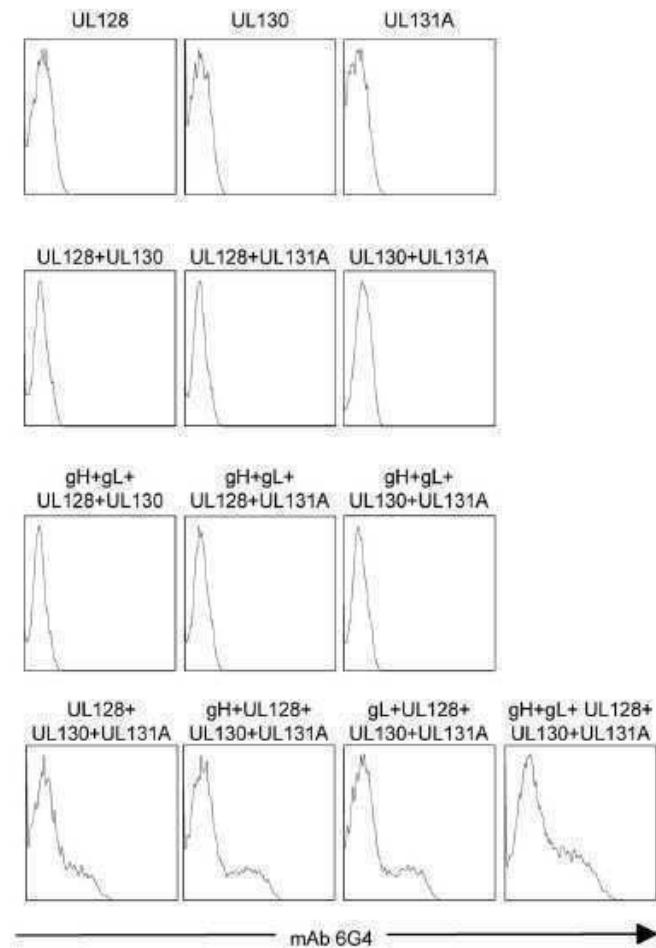 UL128 UL130 UL131A
UL128+UL130 UL128+UL131A UL130+UL131A
gH+gL+ gH+gL+ gH+gL+
UL128+UL130 UL128+UL131A UL130+UL131A
UL128+ gH+UL128+ gL+UL128+ gH+gL+ UL128+
UL130+UL131A UL130+UL131A UL130+UL131A UL130+UL131A
mAb 6G4